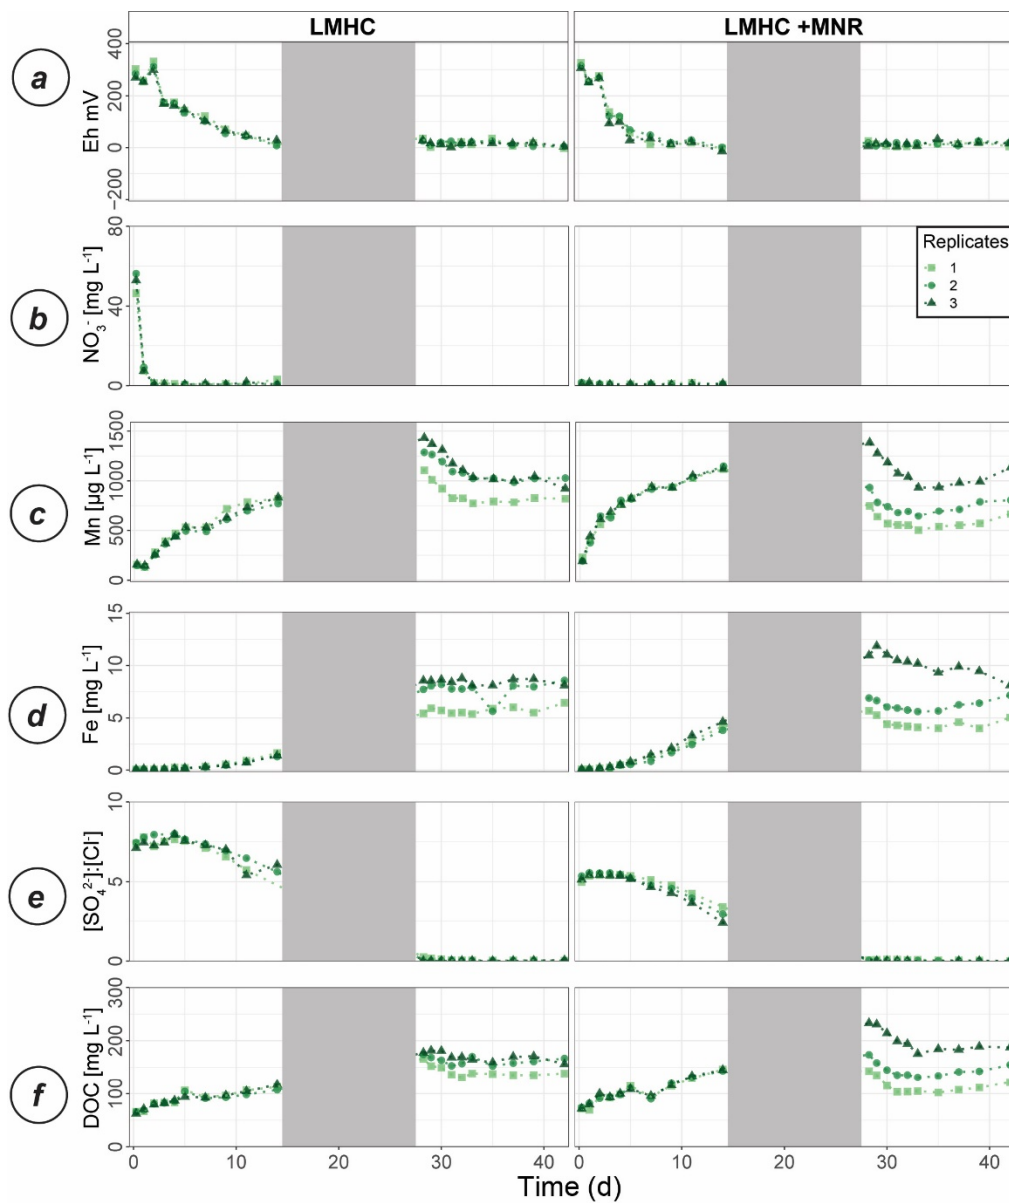 LMHC
LMHC +MNR
a
Eh mV
400
200
0
−200
b
NO₃⁻ [mg L⁻¹]
80
40
0
Replicates
1
2
3
c
Mn [µg L⁻¹]
1500
1000
500
0
d
Fe [mg L⁻¹]
15
10
5
0
e
[SO₄²⁻]:[Cl⁻]
10
5
0
f
DOC [mg L⁻¹]
300
200
100
0
0 10 20 30 40 0 10 20 30 40
Time (d)